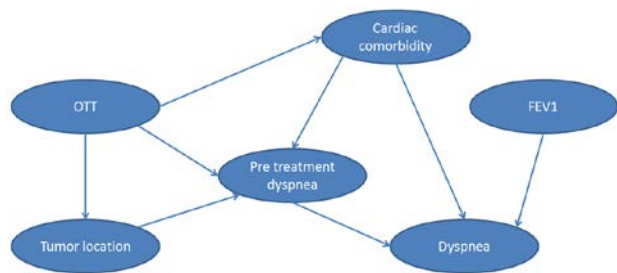 Cardiac
comorbidity
OTT
FEV1
Pre treatment
dyspnea
Tumor location
Dyspnea